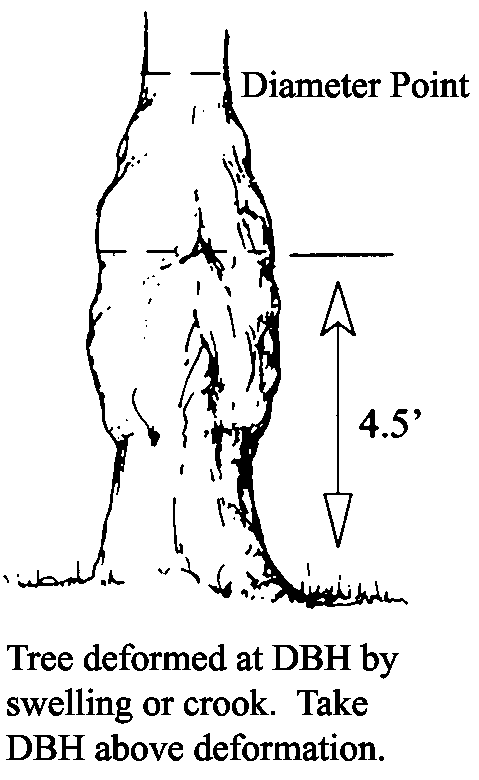 Diameter Point
4.5’
Tree deformed at DBH by
swelling or crook.  Take
DBH above deformation.